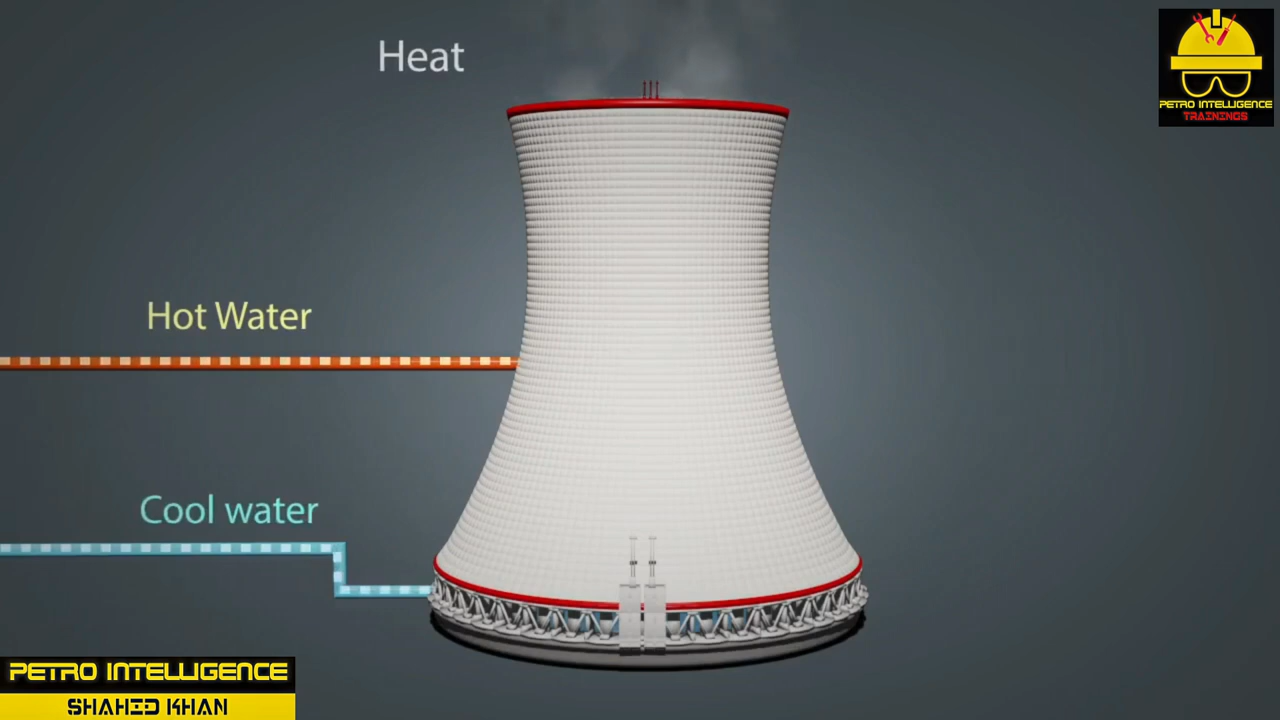 Heat
PETRO INTELLIGENCE
TRAININGS
Hot Water
Cool water
PETRO INTELLIGENCE
SHAHID KHAN